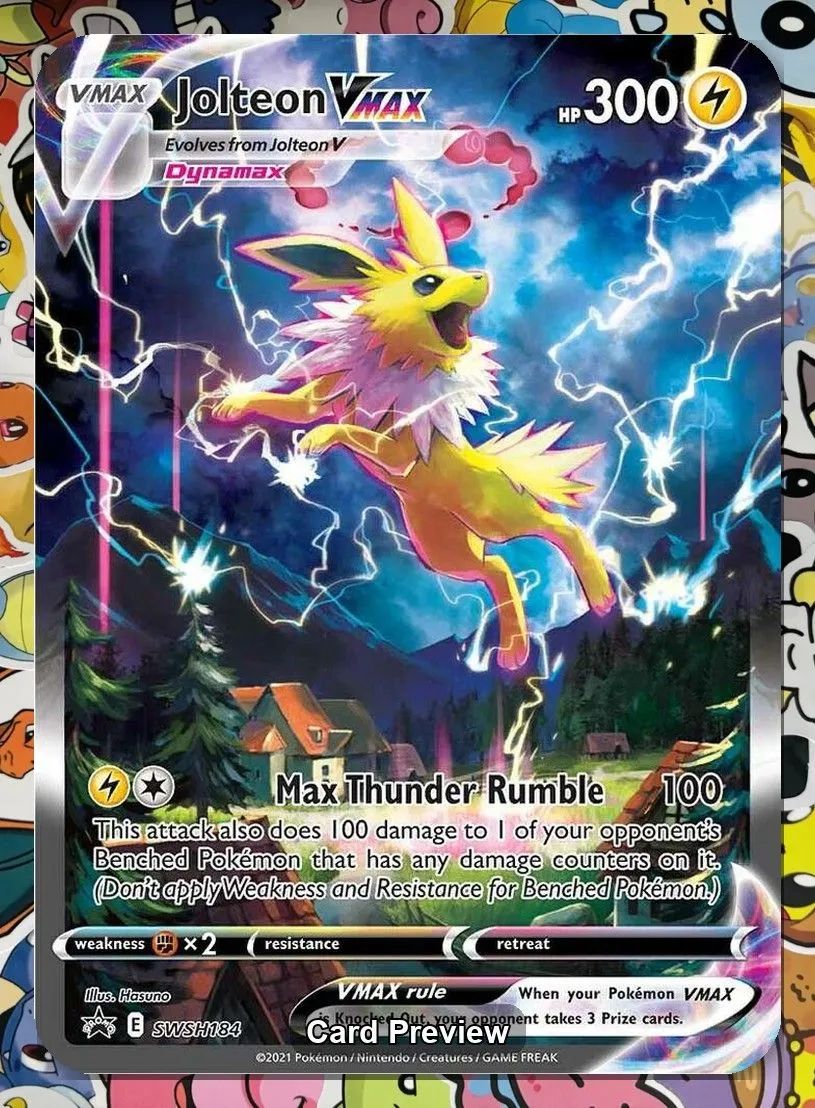 VMAX Jolteon VMAX HP 300
Evolves from Jolteon V
Dynamax
Max Thunder Rumble 100
This attack also does 100 damage to 1 of your opponent's
Benched Pokémon that has any damage counters on it.
(Don't apply Weakness and Resistance for Benched Pokémon.)
weakness ×2 resistance retreat
Illus. Hasuno
VMAX rule When your Pokémon VMAX
is Knocked Out, your opponent takes 3 Prize cards.
PROMO E SWSH184
Card Preview
©2021 Pokémon / Nintendo / Creatures / GAME FREAK